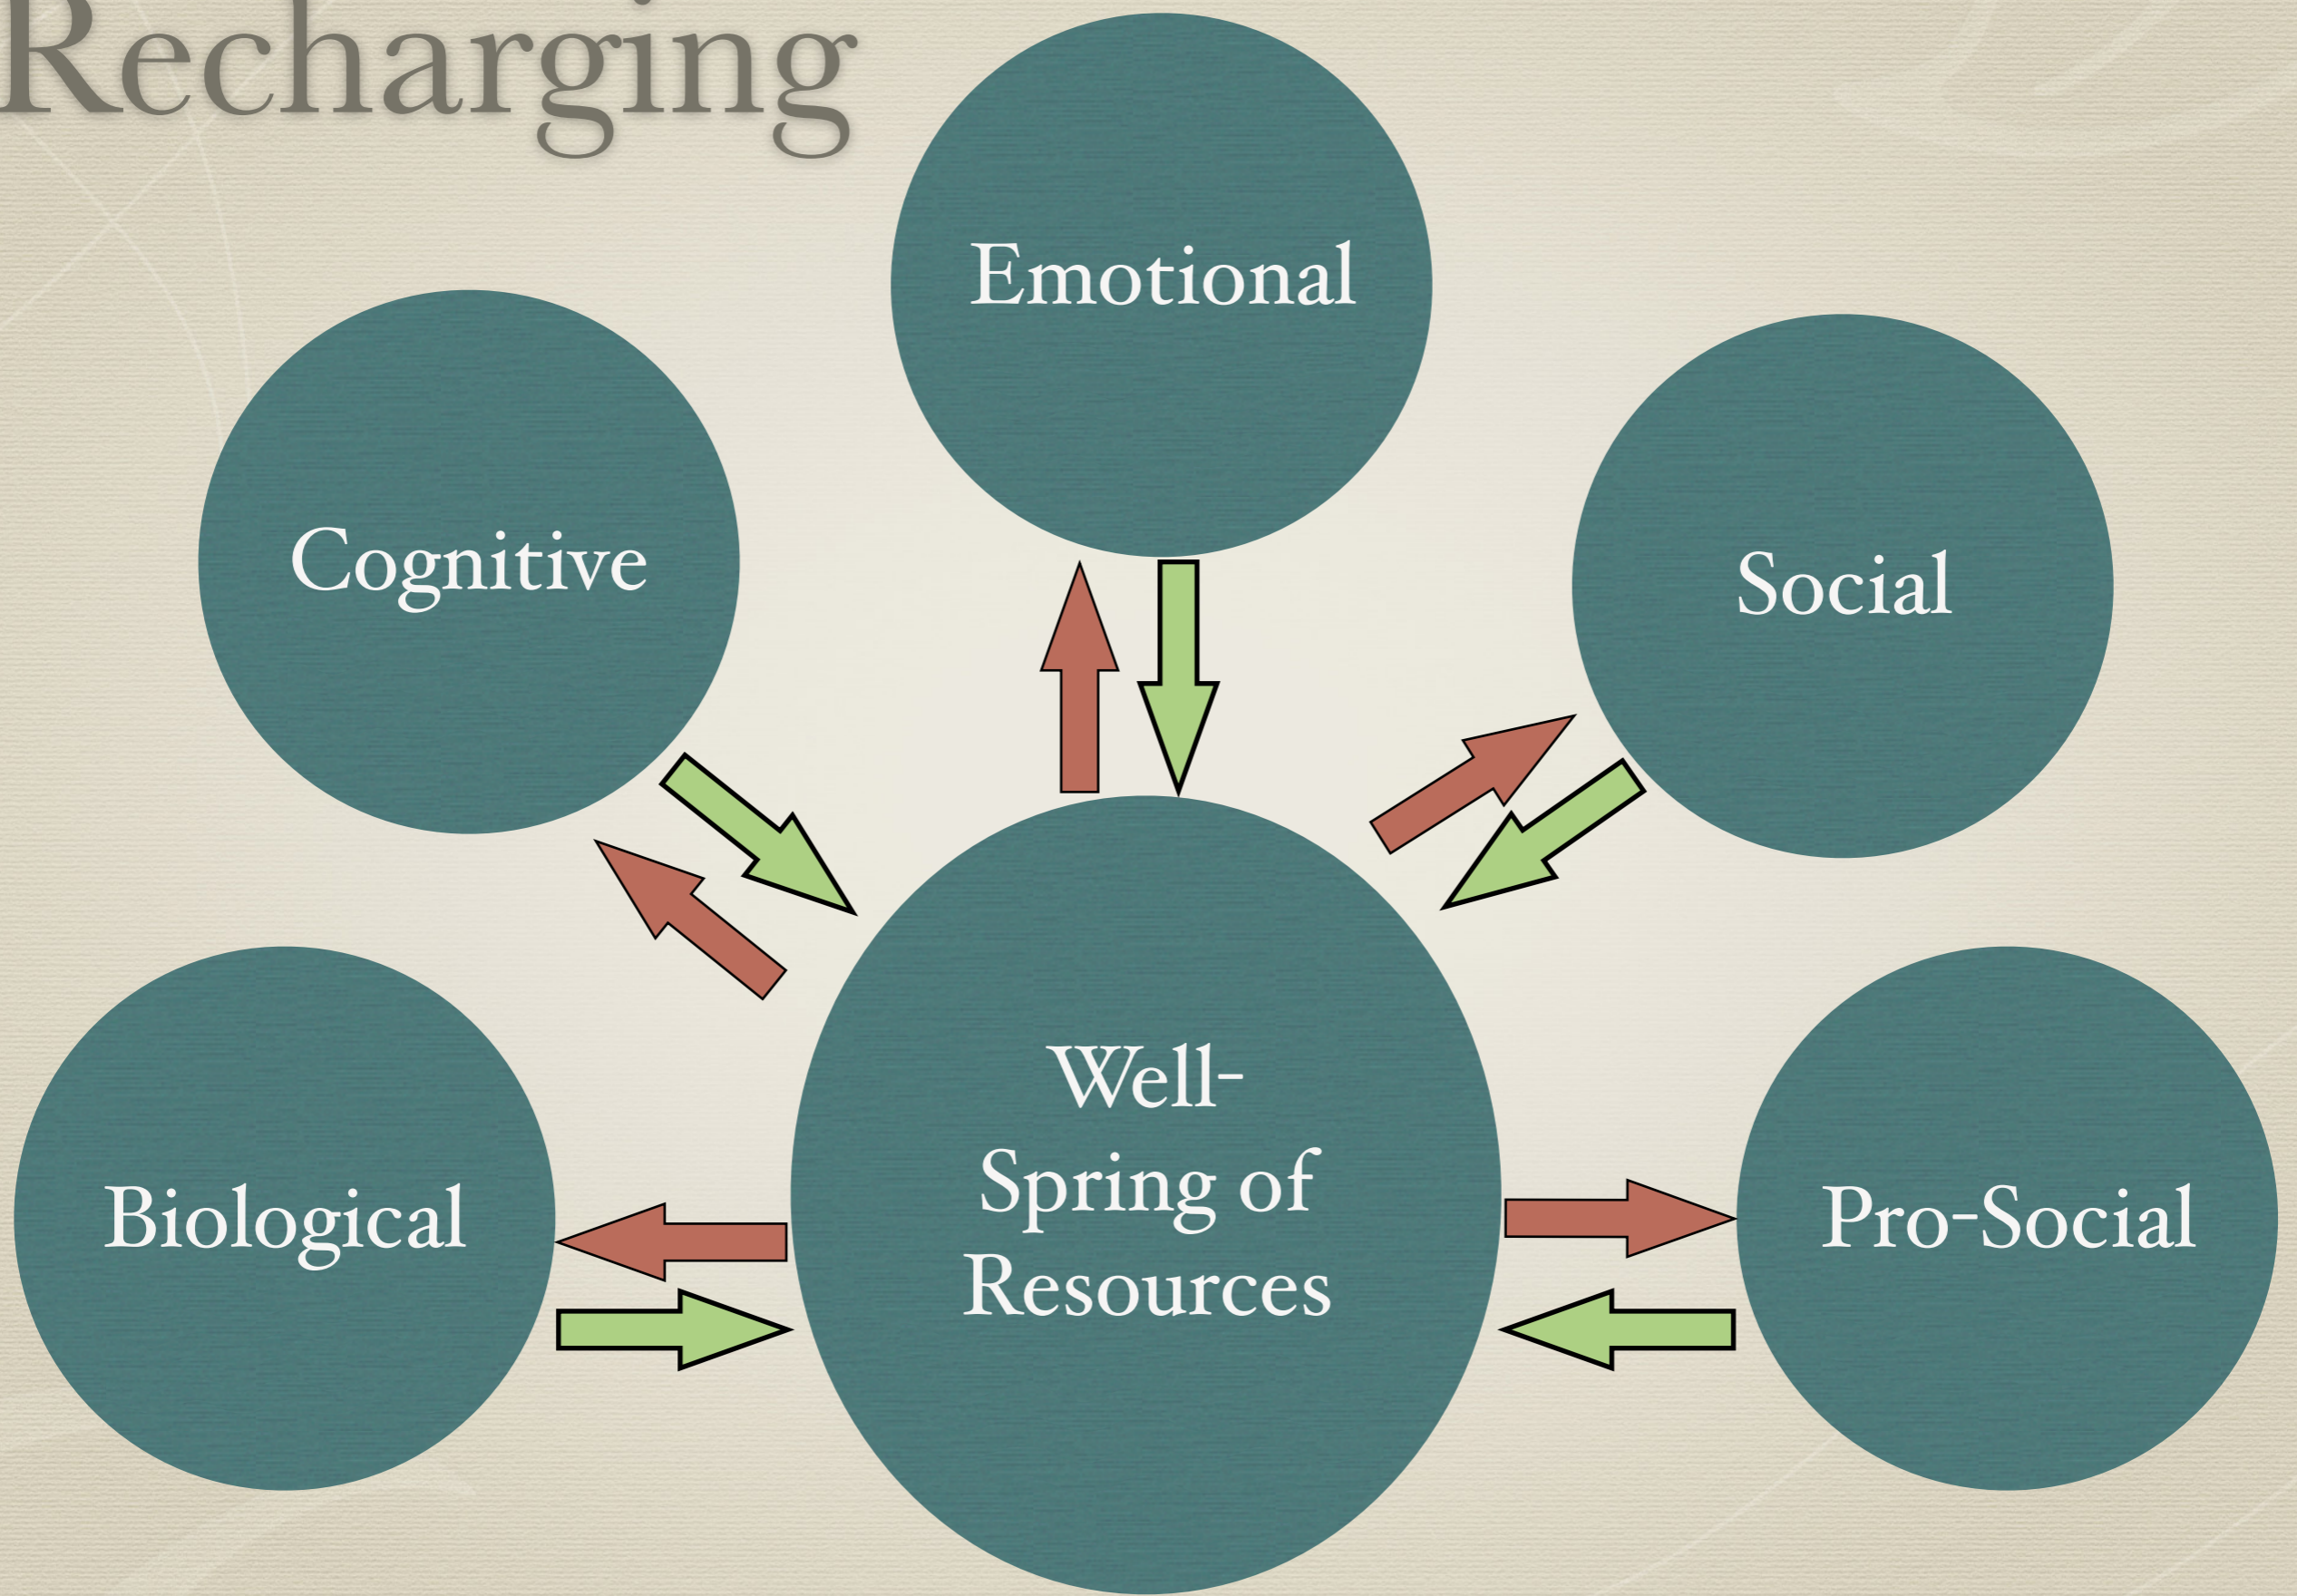 Recharging
Emotional
Cognitive
Social
Well-
Spring of
Resources
Biological
Pro-Social